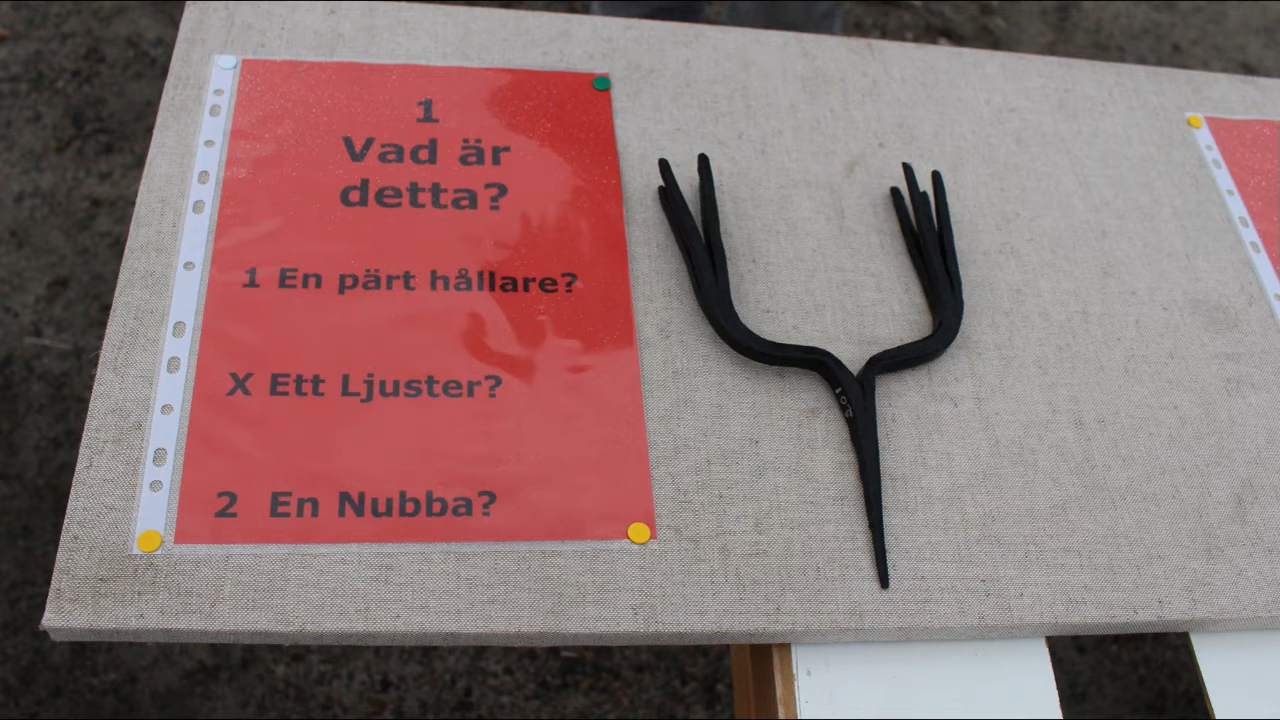 1
Vad är
detta?
1 En pärt hållare?
X Ett Ljuster?
2 En Nubba?